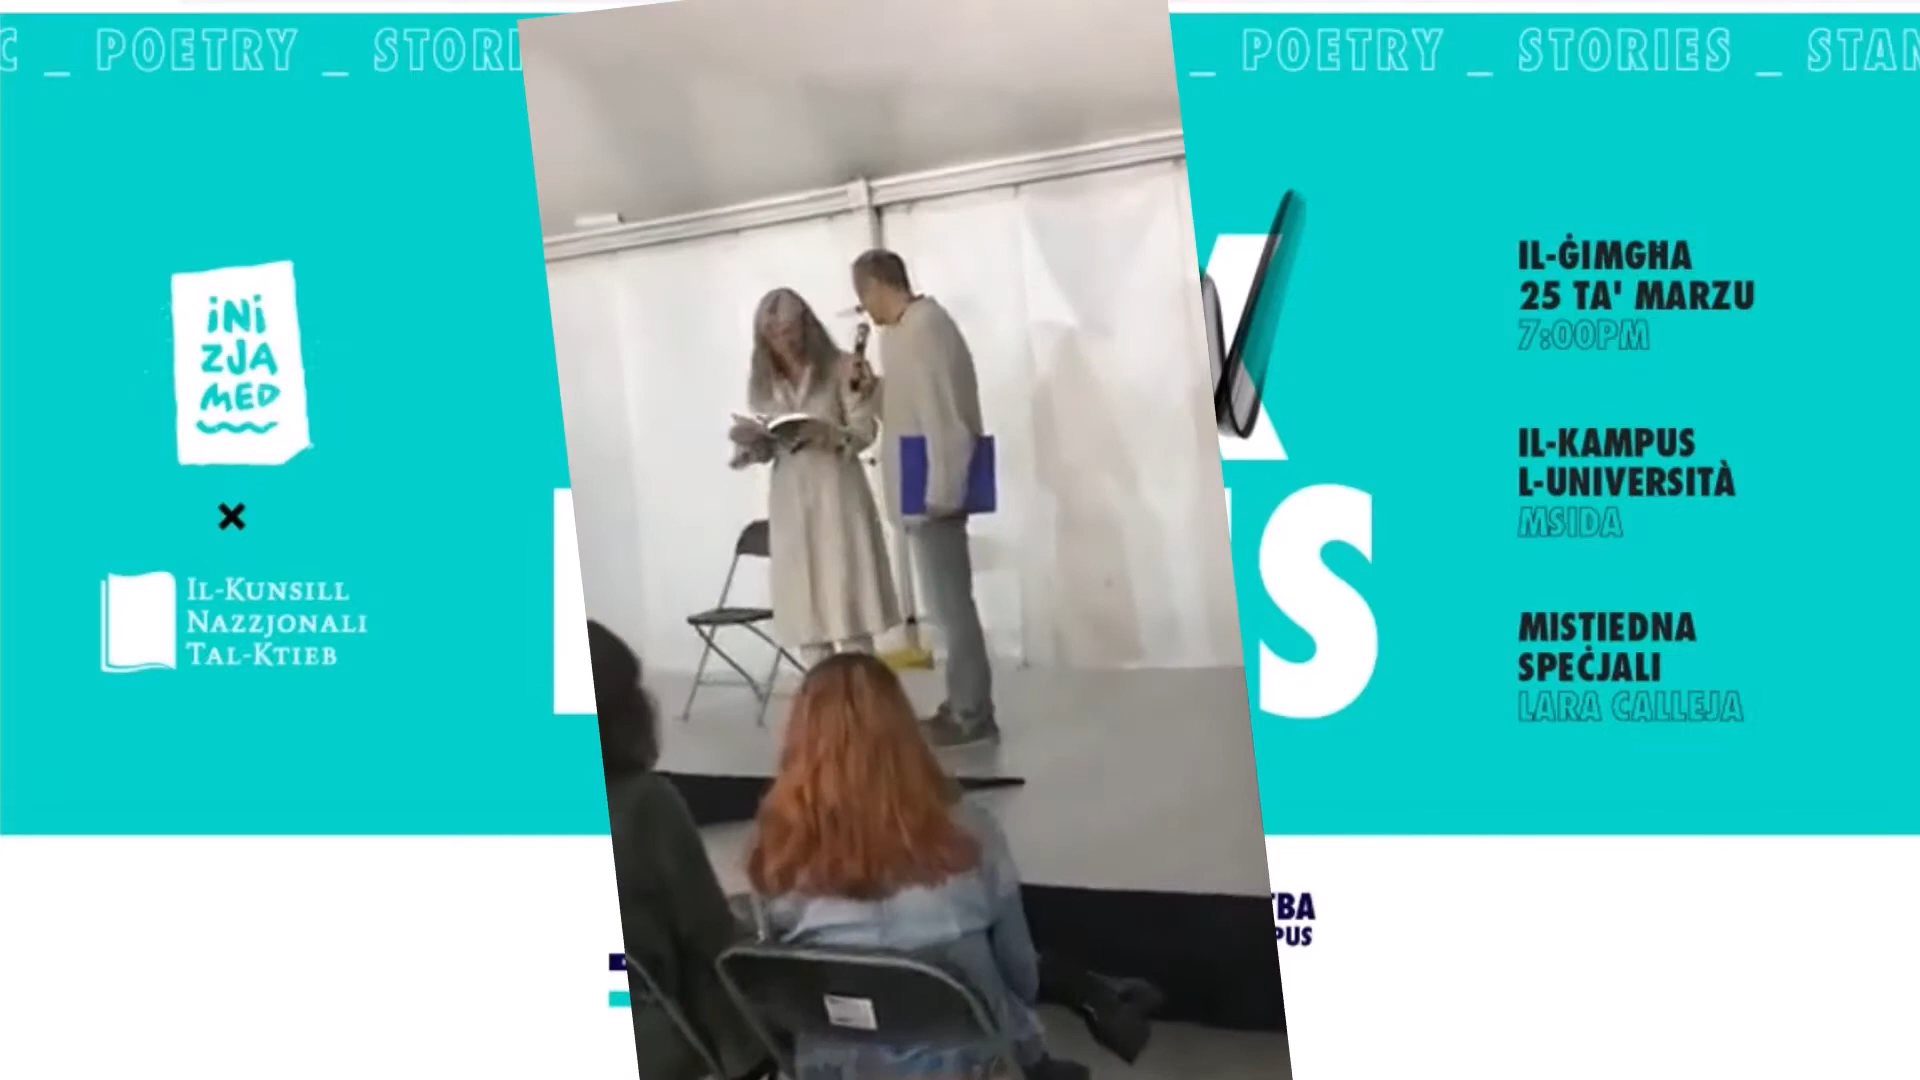 C _ POETRY _ STORI
_ POETRY _ STORIES _ STAN
iNi
ZJA
MED
IL-KUNSILL
NAZZJONALI
TAL-KTIEB
IL-ĠIMGĦA
25 TA' MARZU
7:00PM
IL-KAMPUS
L-UNIVERSITÀ
MSIDA
MISTIEDNA
SPEĊJALI
LARA CALLEJA